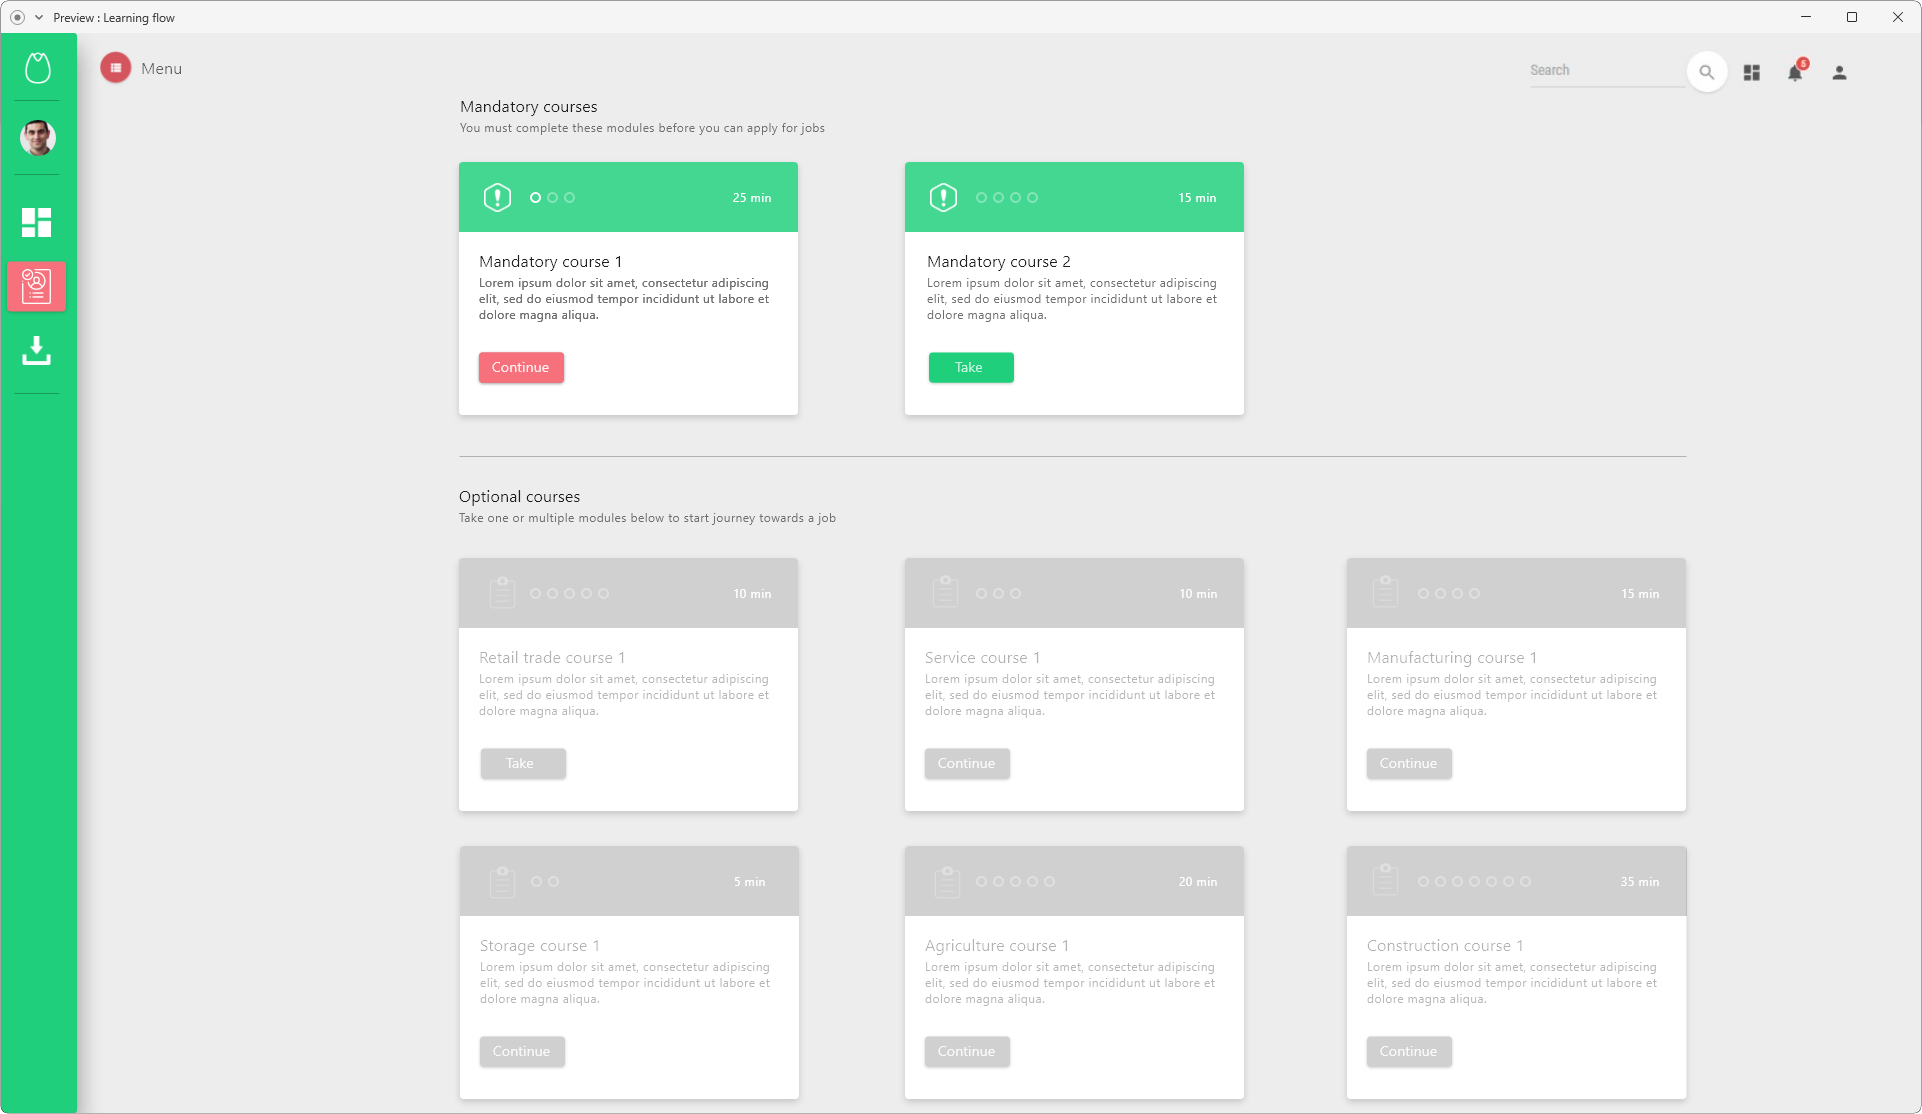 Preview : Learning flow
Menu
Search
5
Mandatory courses
You must complete these modules before you can apply for jobs
25 min
Mandatory course 1
Lorem ipsum dolor sit amet, consectetur adipiscing
elit, sed do eiusmod tempor incididunt ut labore et
dolore magna aliqua.
Continue
15 min
Mandatory course 2
Lorem ipsum dolor sit amet, consectetur adipiscing
elit, sed do eiusmod tempor incididunt ut labore et
dolore magna aliqua.
Take
Optional courses
Take one or multiple modules below to start journey towards a job
10 min
Retail trade course 1
Lorem ipsum dolor sit amet, consectetur adipiscing
elit, sed do eiusmod tempor incididunt ut labore et
dolore magna aliqua.
Take
10 min
Service course 1
Lorem ipsum dolor sit amet, consectetur adipiscing
elit, sed do eiusmod tempor incididunt ut labore et
dolore magna aliqua.
Continue
15 min
Manufacturing course 1
Lorem ipsum dolor sit amet, consectetur adipiscing
elit, sed do eiusmod tempor incididunt ut labore et
dolore magna aliqua.
Continue
5 min
Storage course 1
Lorem ipsum dolor sit amet, consectetur adipiscing
elit, sed do eiusmod tempor incididunt ut labore et
dolore magna aliqua.
Continue
20 min
Agriculture course 1
Lorem ipsum dolor sit amet, consectetur adipiscing
elit, sed do eiusmod tempor incididunt ut labore et
dolore magna aliqua.
Continue
35 min
Construction course 1
Lorem ipsum dolor sit amet, consectetur adipiscing
elit, sed do eiusmod tempor incididunt ut labore et
dolore magna aliqua.
Continue